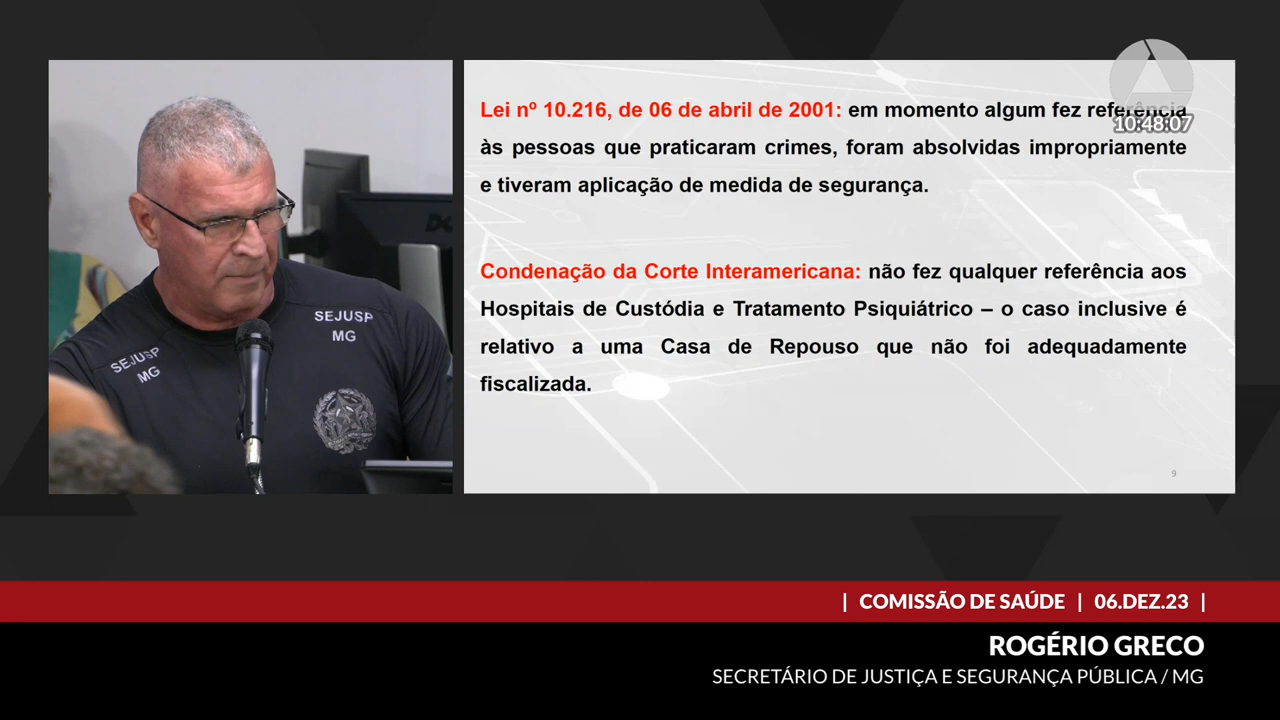 10:48:07
Lei nº 10.216, de 06 de abril de 2001: em momento algum fez referência
às pessoas que praticaram crimes, foram absolvidas impropriamente
e tiveram aplicação de medida de segurança.
Condenação da Corte Interamericana: não fez qualquer referência aos
Hospitais de Custódia e Tratamento Psiquiátrico – o caso inclusive é
relativo a uma Casa de Repouso que não foi adequadamente
fiscalizada.
9
SEJUSP
MG
SEJUSP
MG
| COMISSÃO DE SAÚDE | 06.DEZ.23 |
ROGÉRIO GRECO
SECRETÁRIO DE JUSTIÇA E SEGURANÇA PÚBLICA / MG